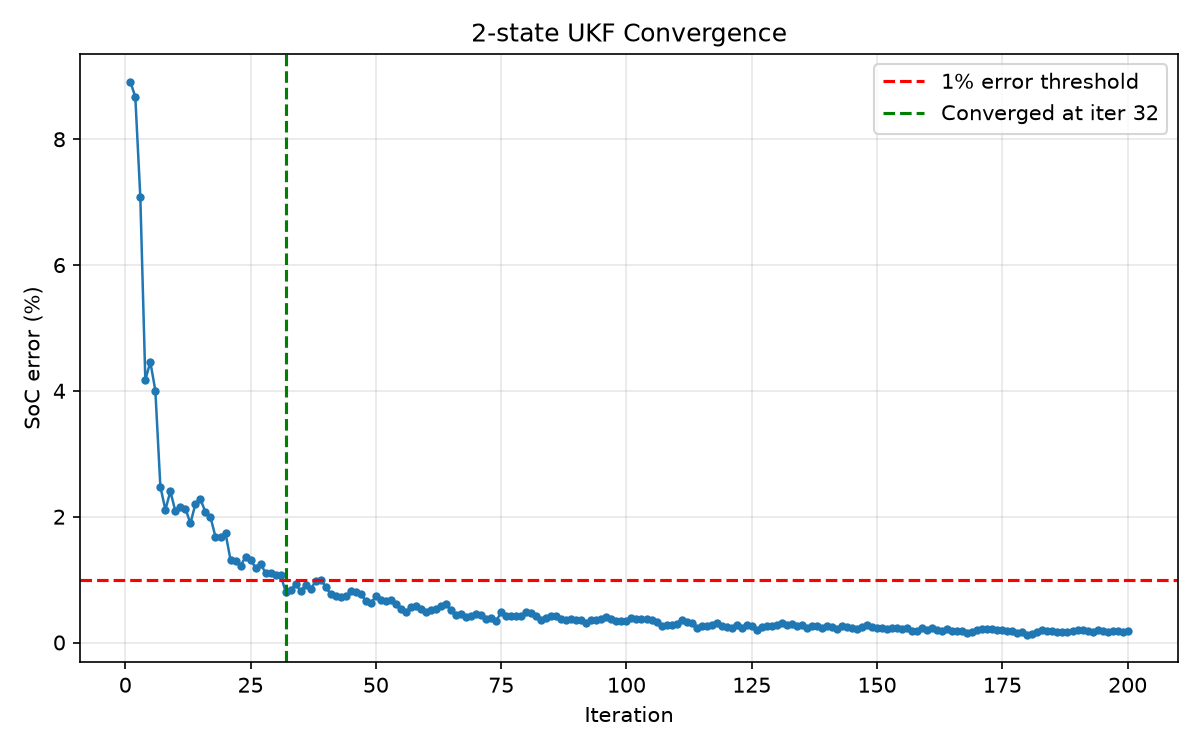 2-state UKF Convergence
1% error threshold
Converged at iter 32
SoC error (%)
8
6
4
2
0
0 25 50 75 100 125 150 175 200
Iteration